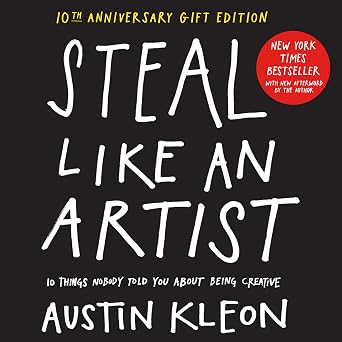 10TH ANNIVERSARY GIFT EDITION
STEAL
LIKE AN
ARTIST
NEW YORK
TIMES
BESTSELLER
WITH NEW AFTERWORD
BY THE AUTHOR
10 THINGS NOBODY TOLD YOU ABOUT BEING CREATIVE
AUSTIN KLEON